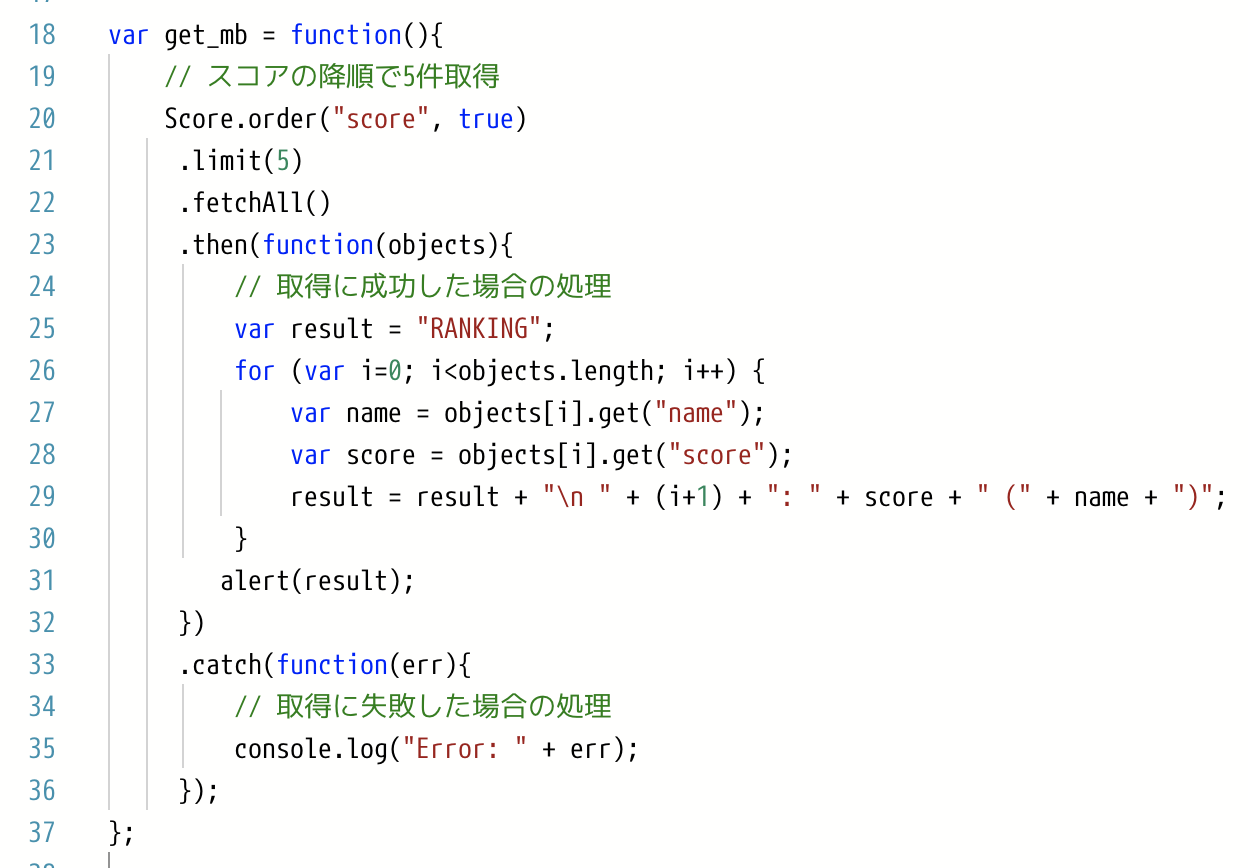 18 var get_mb = function(){
19 // スコアの降順で5件取得
20 Score.order("score", true)
21 .limit(5)
22 .fetchAll()
23 .then(function(objects){
24 // 取得に成功した場合の処理
25 var result = "RANKING";
26 for (var i=0; i<objects.length; i++) {
27 var name = objects[i].get("name");
28 var score = objects[i].get("score");
29 result = result + "\n " + (i+1) + ": " + score + " (" + name + ")";
30 }
31 alert(result);
32 })
33 .catch(function(err){
34 // 取得に失敗した場合の処理
35 console.log("Error: " + err);
36 });
37 };